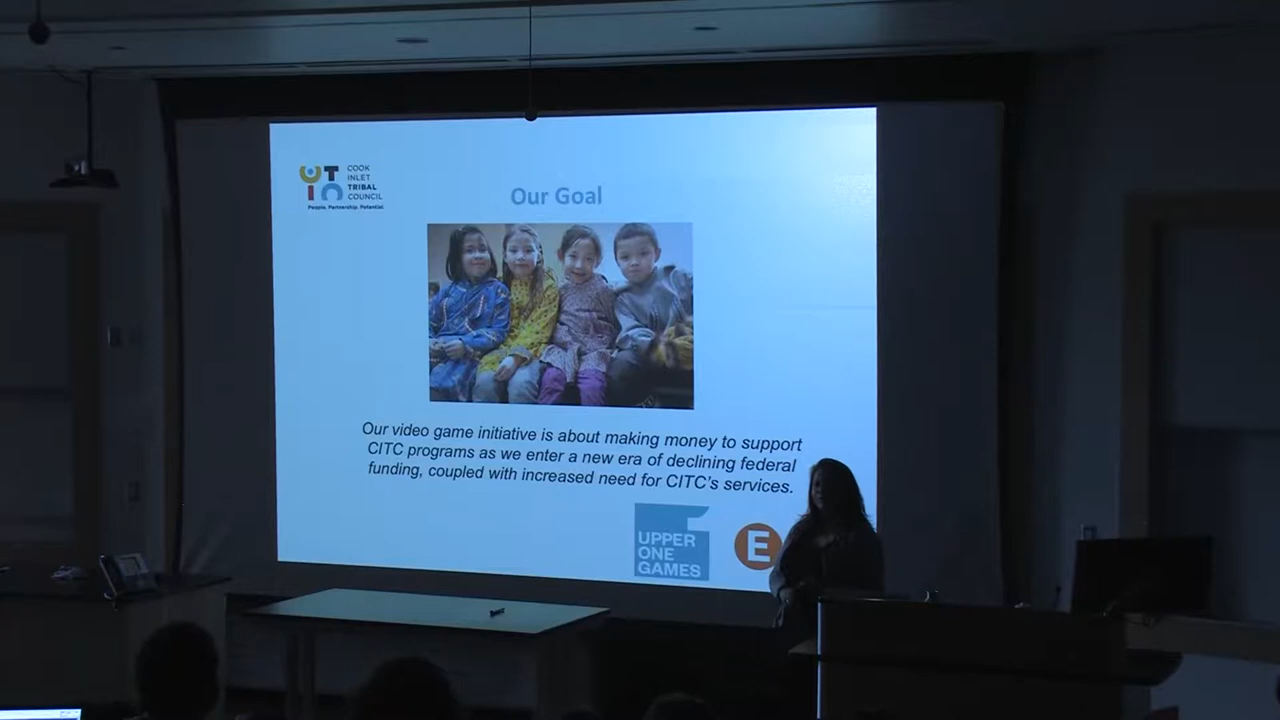 COOK
INLET
TRIBAL
COUNCIL
People. Partnership. Potential.
Our Goal
Our video game initiative is about making money to support
CITC programs as we enter a new era of declining federal
funding, coupled with increased need for CITC's services.
UPPER
ONE
GAMES
E